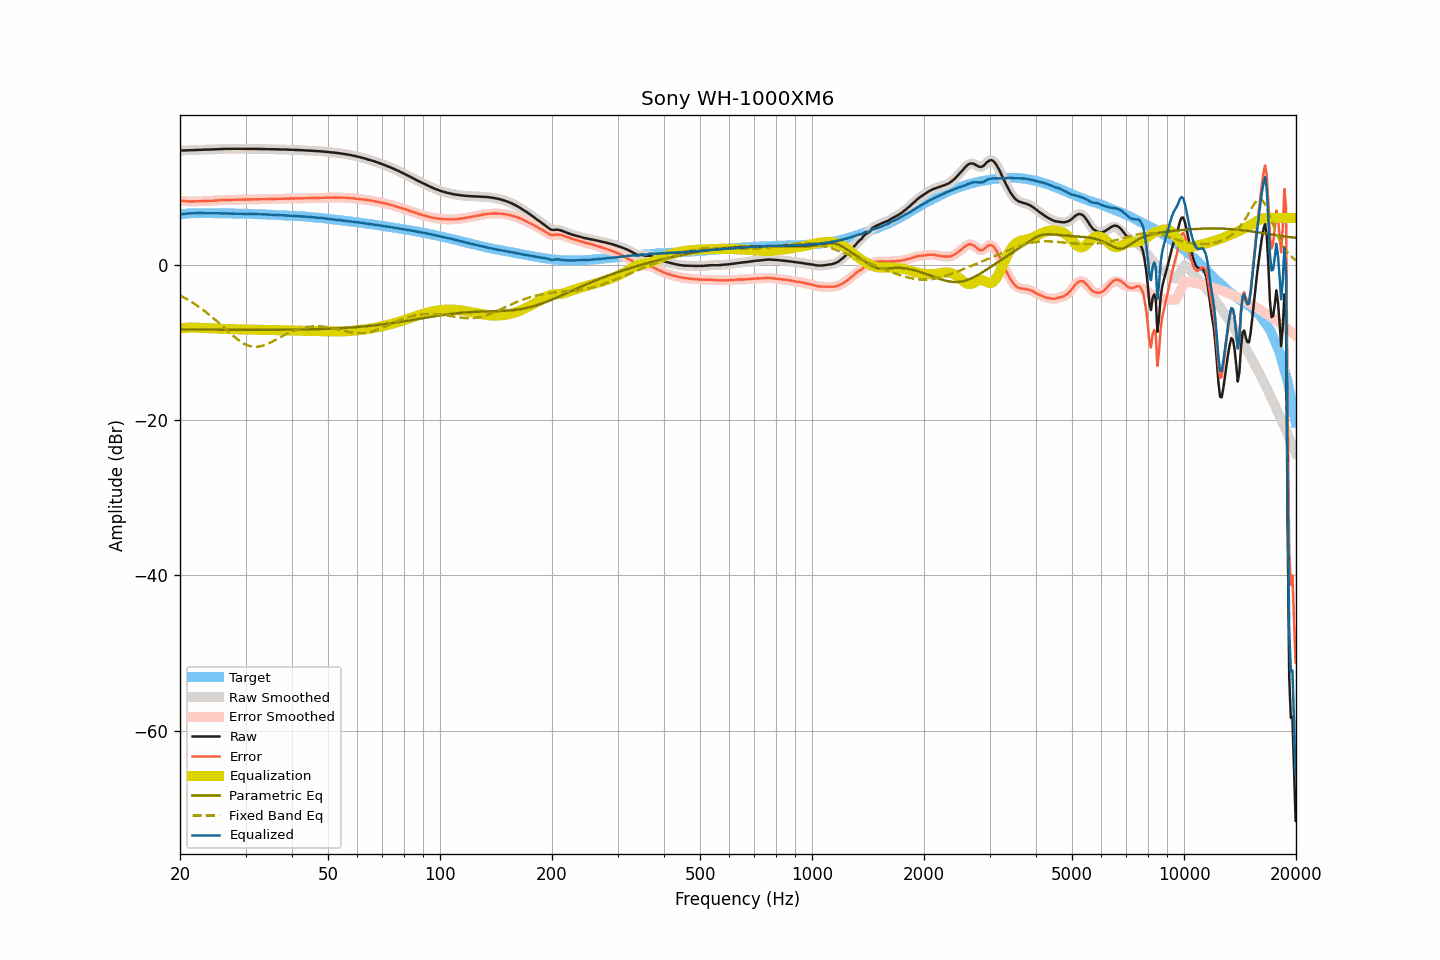 Sony WH-1000XM6
Amplitude (dBr)
0
−20
−40
−60
Target
Raw Smoothed
Error Smoothed
Raw
Error
Equalization
Parametric Eq
Fixed Band Eq
Equalized
20 50 100 200 500 1000 2000 5000 10000 20000
Frequency (Hz)